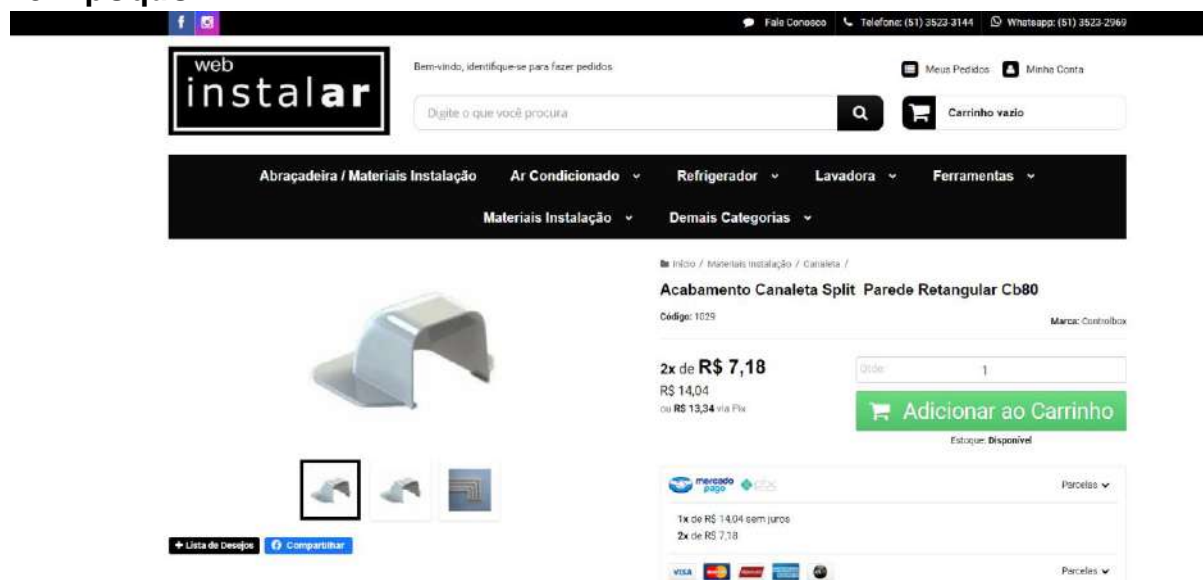 Fale Conosco Telefone: (51) 3523-3144 Whatsapp: (51) 3523-2969
web
instalar
Bem-vindo, identifique-se para fazer pedidos
Meus Pedidos Minha Conta
Digite o que você procura
Carrinho vazio
Abraçadeira / Materiais Instalação Ar Condicionado Refrigerador Lavadora Ferramentas
Materiais Instalação Demais Categorias
Início / Materiais Instalação / Canaleta /
Acabamento Canaleta Split Parede Retangular Cb80
Código: 1029
Marca: Controlbox
2x de R$ 7,18
R$ 14,04
ou R$ 13,34 via Pix
Qtde: 1
Adicionar ao Carrinho
Estoque: Disponível
mercado
pago
Parcelas
1x de R$ 14,04 sem juros
2x de R$ 7,18
+ Lista de Desejos Compartilhar
VISA
Parcelas